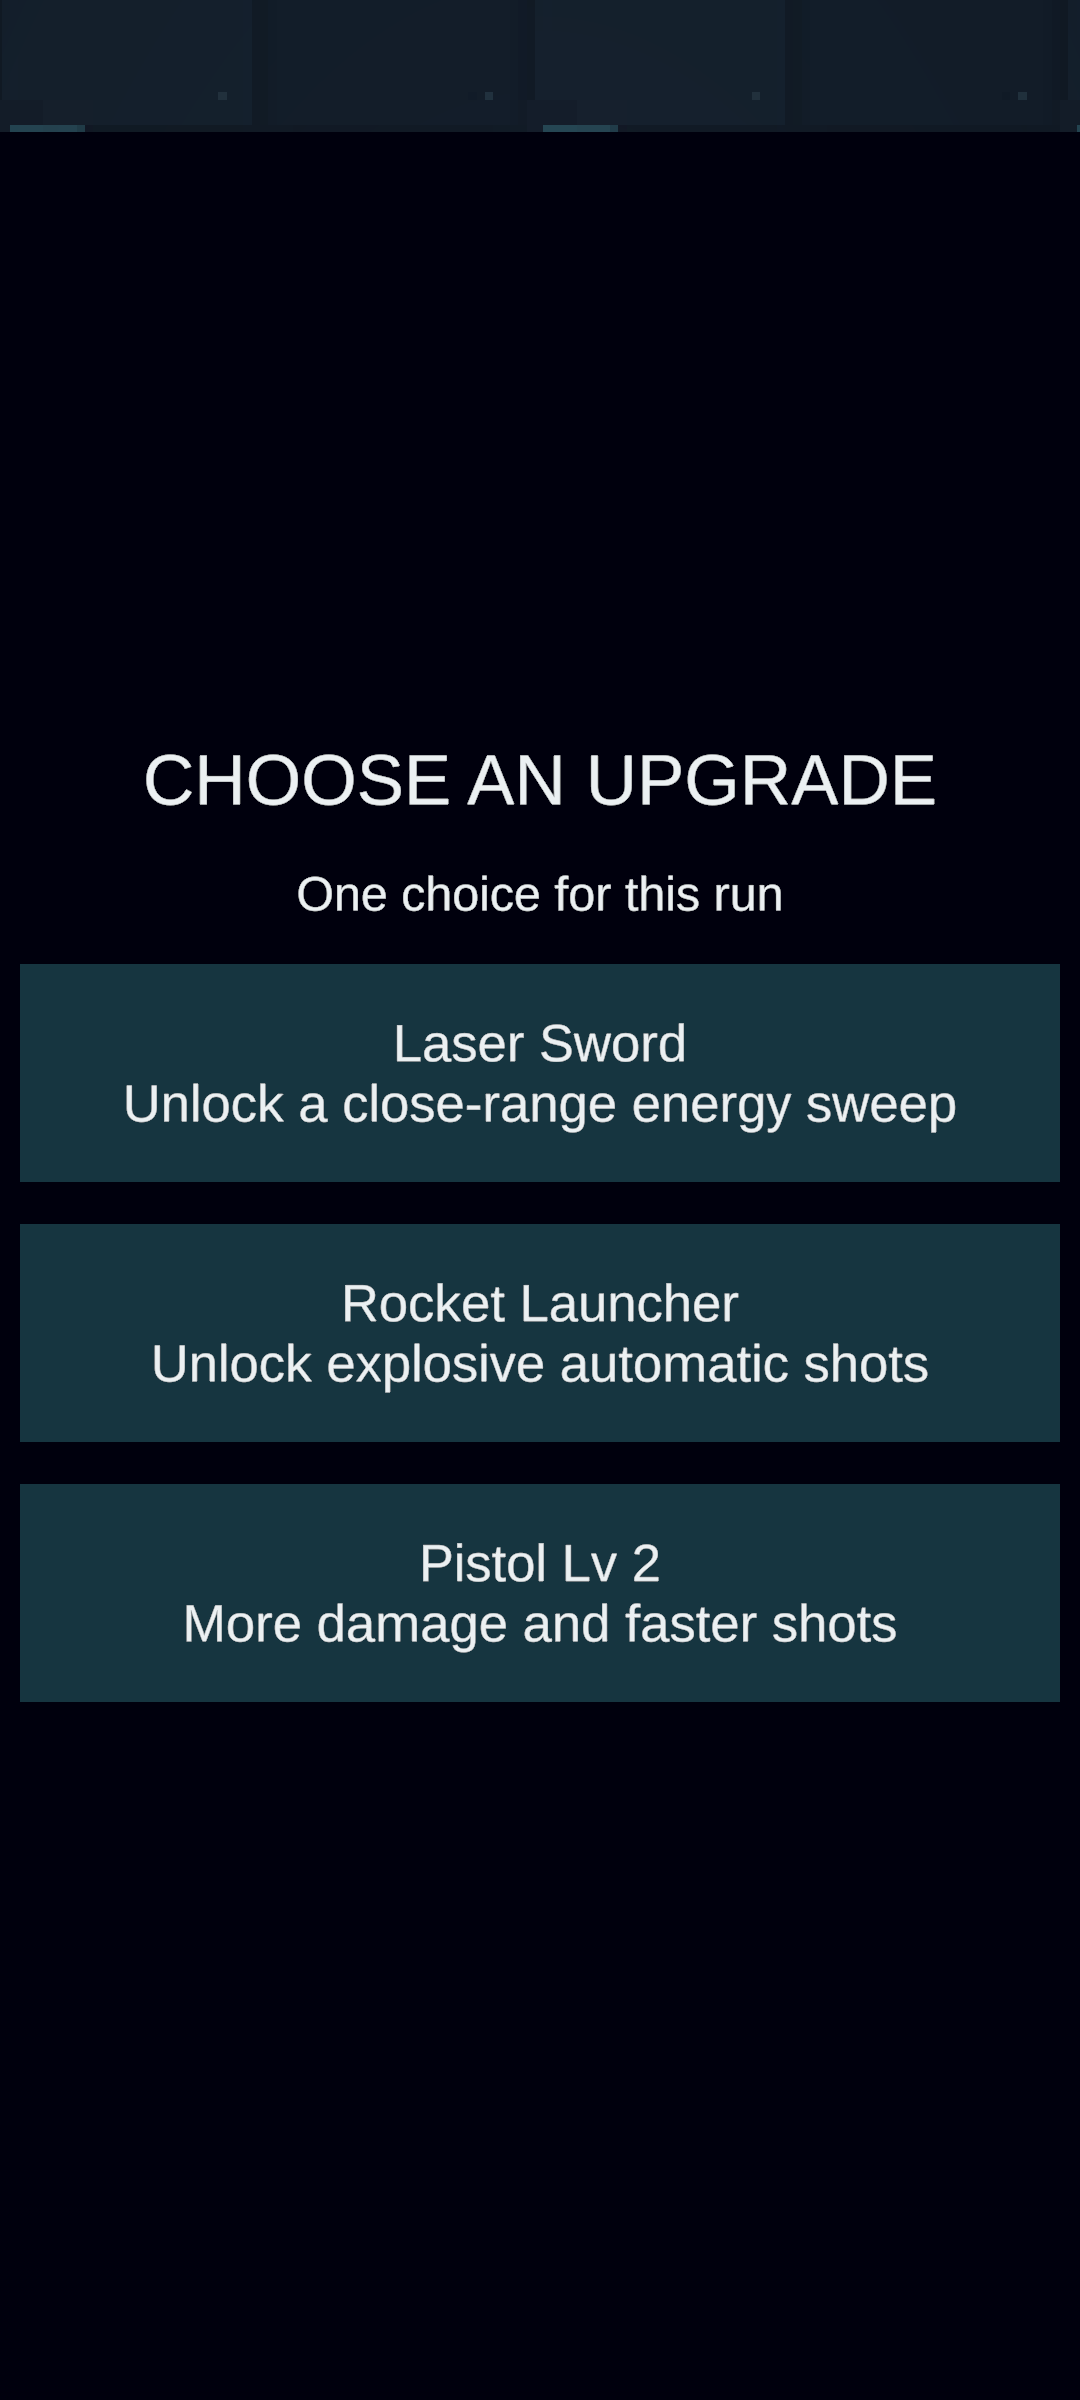 CHOOSE AN UPGRADE
One choice for this run
Laser Sword
Unlock a close-range energy sweep
Rocket Launcher
Unlock explosive automatic shots
Pistol Lv 2
More damage and faster shots